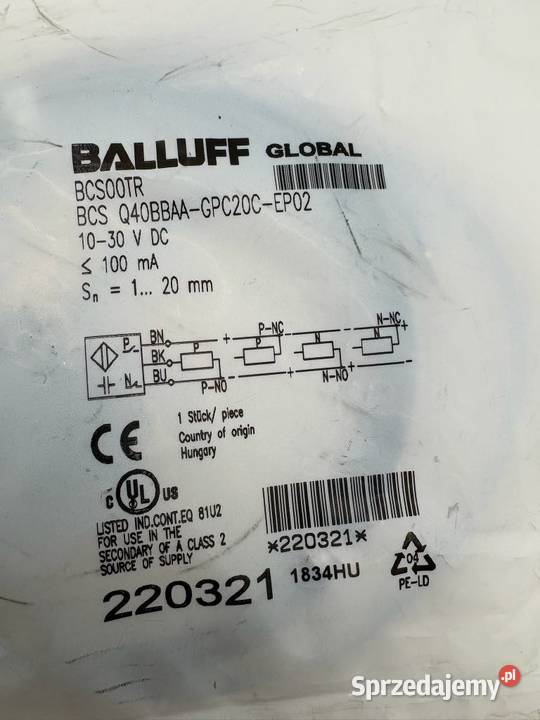 BALLUFF GLOBAL
BCS00TR
BCS Q40BBAA-GPC20C-EP02
10-30 V DC
≤ 100 mA
Sn = 1... 20 mm
P-NC N-NC
P BN + P - N - N +
BK
N BU - P-NO + N-NO -
1 Stück/ piece
Country of origin
Hungary
CE
C UL US
LISTED IND.CONT.EQ 81U2
FOR USE IN THE
SECONDARY OF A CLASS 2
SOURCE OF SUPPLY
*220321*
220321 1834HU
04
PE-LD
Sprzedajemy.pl